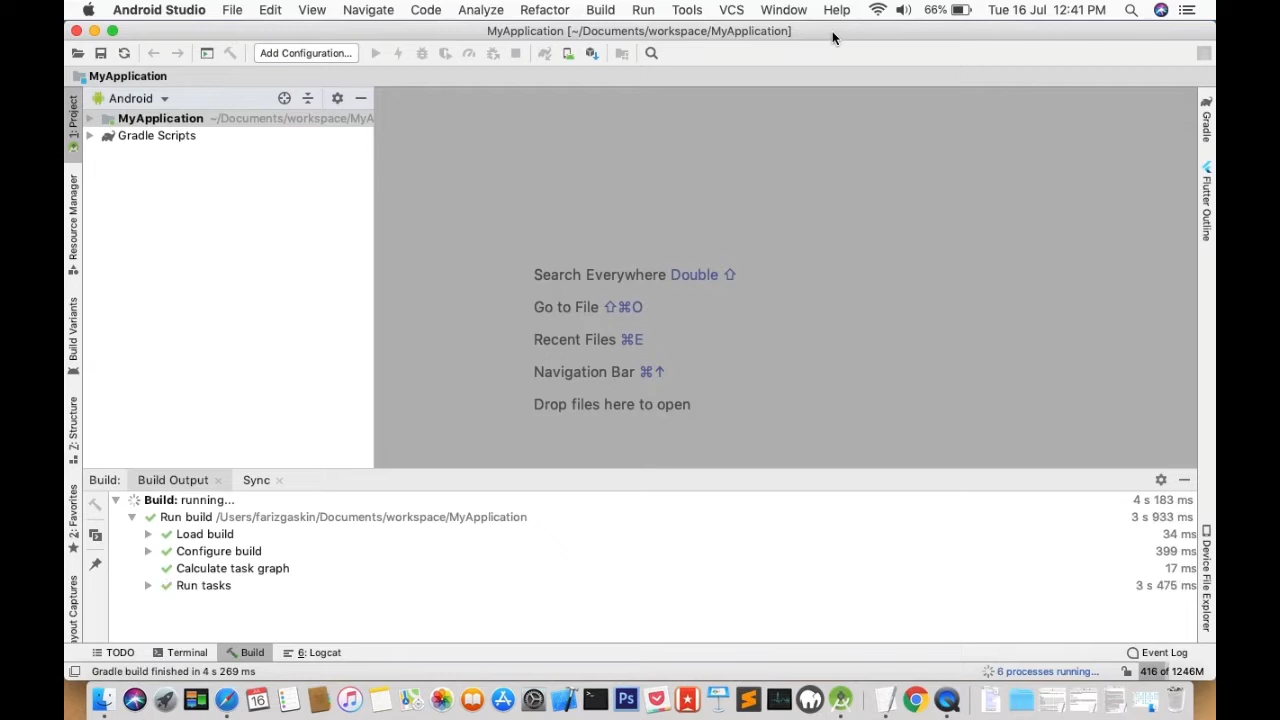 Android Studio File Edit View Navigate Code Analyze Refactor Build Run Tools VCS Window Help 66% Tue 16 Jul 12:41 PM
MyApplication [~/Documents/workspace/MyApplication]
Add Configuration...
MyApplication
Android
MyApplication ~/Documents/workspace/MyA
Gradle Scripts
1: Project
Resource Manager
Build Variants
7: Structure
2: Favorites
ayout Captures
Gradle
Flutter Outline
Device File Explorer
Search Everywhere Double ⇧
Go to File ⇧⌘O
Recent Files ⌘E
Navigation Bar ⌘↑
Drop files here to open
Build: Build Output Sync
Build: running... 4 s 183 ms
Run build /Users/farizgaskin/Documents/workspace/MyApplication 3 s 933 ms
Load build 34 ms
Configure build 399 ms
Calculate task graph 17 ms
Run tasks 3 s 475 ms
TODO Terminal Build 6: Logcat Event Log
Gradle build finished in 4 s 269 ms 6 processes running... 416 of 1246M
16
Ps